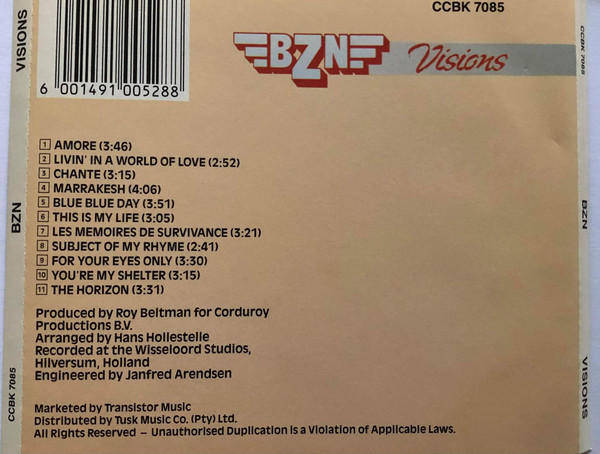 CCBK 7085
VISIONS
6 001491 005288
BZN
Visions
CCBK 7085
1 AMORE (3:46)
2 LIVIN' IN A WORLD OF LOVE (2:52)
3 CHANTE (3:15)
4 MARRAKESH (4:06)
5 BLUE BLUE DAY (3:51)
6 THIS IS MY LIFE (3:05)
7 LES MEMOIRES DE SURVIVANCE (3:21)
8 SUBJECT OF MY RHYME (2:41)
9 FOR YOUR EYES ONLY (3:30)
10 YOU'RE MY SHELTER (3:15)
11 THE HORIZON (3:31)
BZN
BZN
Produced by Roy Beltman for Corduroy
Productions B.V.
Arranged by Hans Hollestelle
Recorded at the Wisseloord Studios,
Hilversum, Holland
Engineered by Janfred Arendsen
CCBK 7085
VISIONS
Marketed by Transistor Music
Distributed by Tusk Music Co. (Pty) Ltd.
All Rights Reserved – Unauthorised Duplication is a Violation of Applicable Laws.